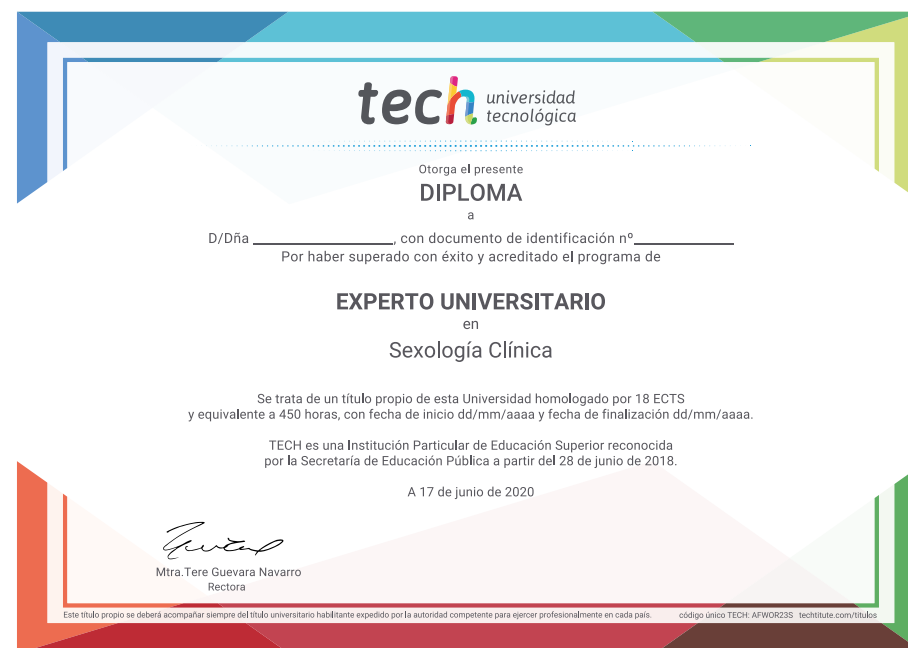 tech universidad
tecnológica
Otorga el presente
DIPLOMA
a
D/Dña ____________, con documento de identificación nº____________
Por haber superado con éxito y acreditado el programa de
EXPERTO UNIVERSITARIO
en
Sexología Clínica
Se trata de un título propio de esta Universidad homologado por 18 ECTS
y equivalente a 450 horas, con fecha de inicio dd/mm/aaaa y fecha de finalización dd/mm/aaaa.
TECH es una Institución Particular de Educación Superior reconocida
por la Secretaría de Educación Pública a partir del 28 de junio de 2018.
A 17 de junio de 2020
Mtra.Tere Guevara Navarro
Rectora
Este título propio se deberá acompañar siempre del título universitario habilitante expedido por la autoridad competente para ejercer profesionalmente en cada país. código único TECH: AFWOR23S techtitute.com/títulos